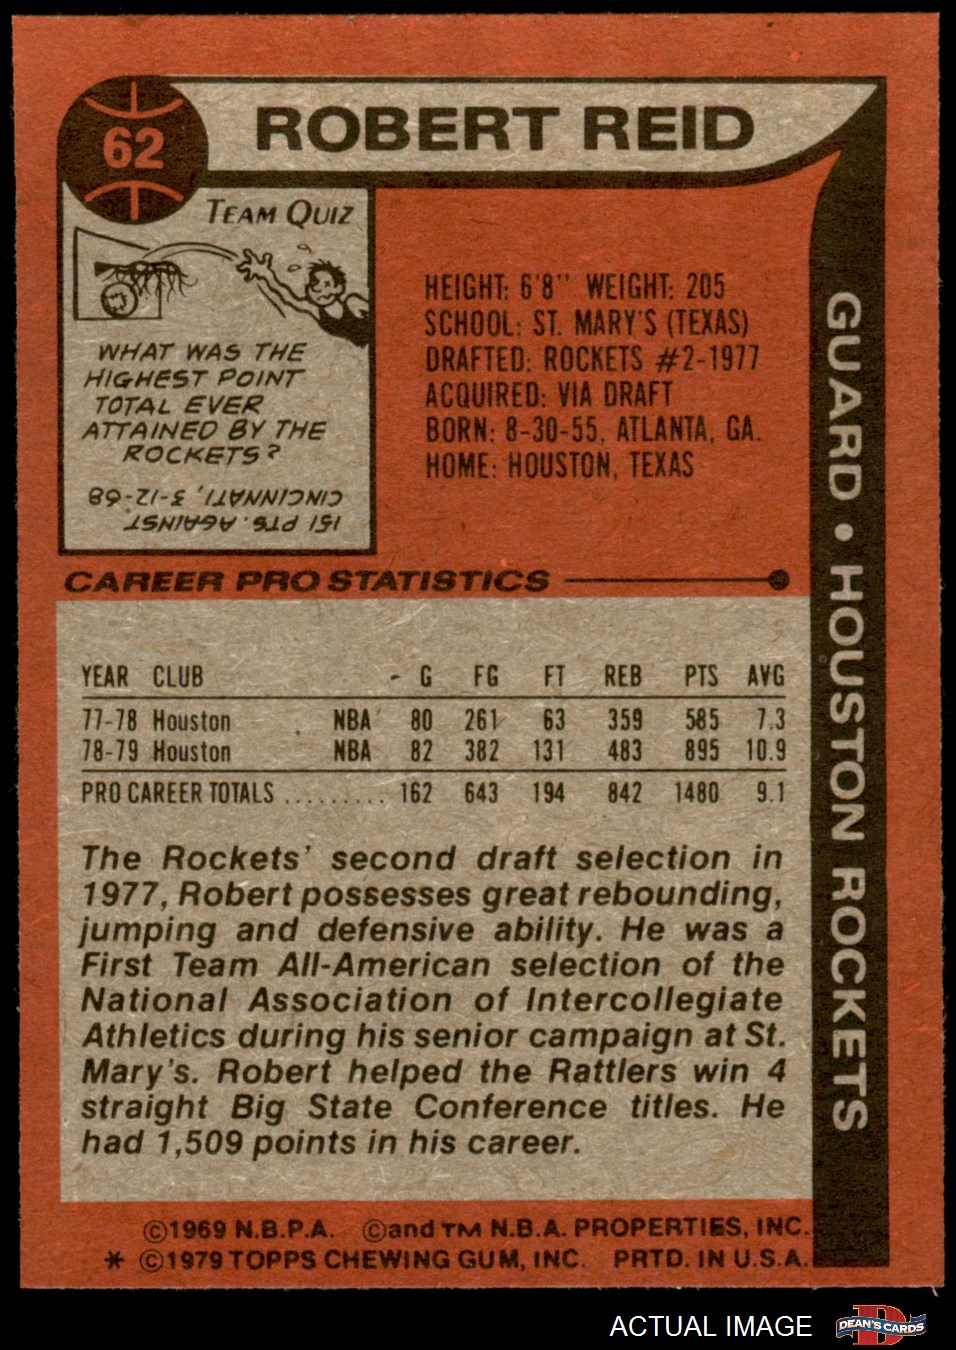 62
ROBERT REID
TEAM QUIZ
WHAT WAS THE
HIGHEST POINT
TOTAL EVER
ATTAINED BY THE
ROCKETS?
151 PTS. AGAINST
CINCINNATI, 3-12-68
HEIGHT: 6'8'' WEIGHT: 205
SCHOOL: ST. MARY'S (TEXAS)
DRAFTED: ROCKETS #2-1977
ACQUIRED: VIA DRAFT
BORN: 8-30-55, ATLANTA, GA.
HOME: HOUSTON, TEXAS
GUARD • HOUSTON ROCKETS
CAREER PRO STATISTICS
YEAR CLUB G FG FT REB PTS AVG
77-78 Houston NBA 80 261 63 359 585 7.3
78-79 Houston NBA 82 382 131 483 895 10.9
PRO CAREER TOTALS ......... 162 643 194 842 1480 9.1
The Rockets' second draft selection in
1977, Robert possesses great rebounding,
jumping and defensive ability. He was a
First Team All-American selection of the
National Association of Intercollegiate
Athletics during his senior campaign at St.
Mary's. Robert helped the Rattlers win 4
straight Big State Conference titles. He
had 1,509 points in his career.
©1969 N.B.P.A. ©and TM N.B.A. PROPERTIES, INC.
* ©1979 TOPPS CHEWING GUM, INC. PRTD. IN U.S.A.
ACTUAL IMAGE
D
DEAN'S CARDS